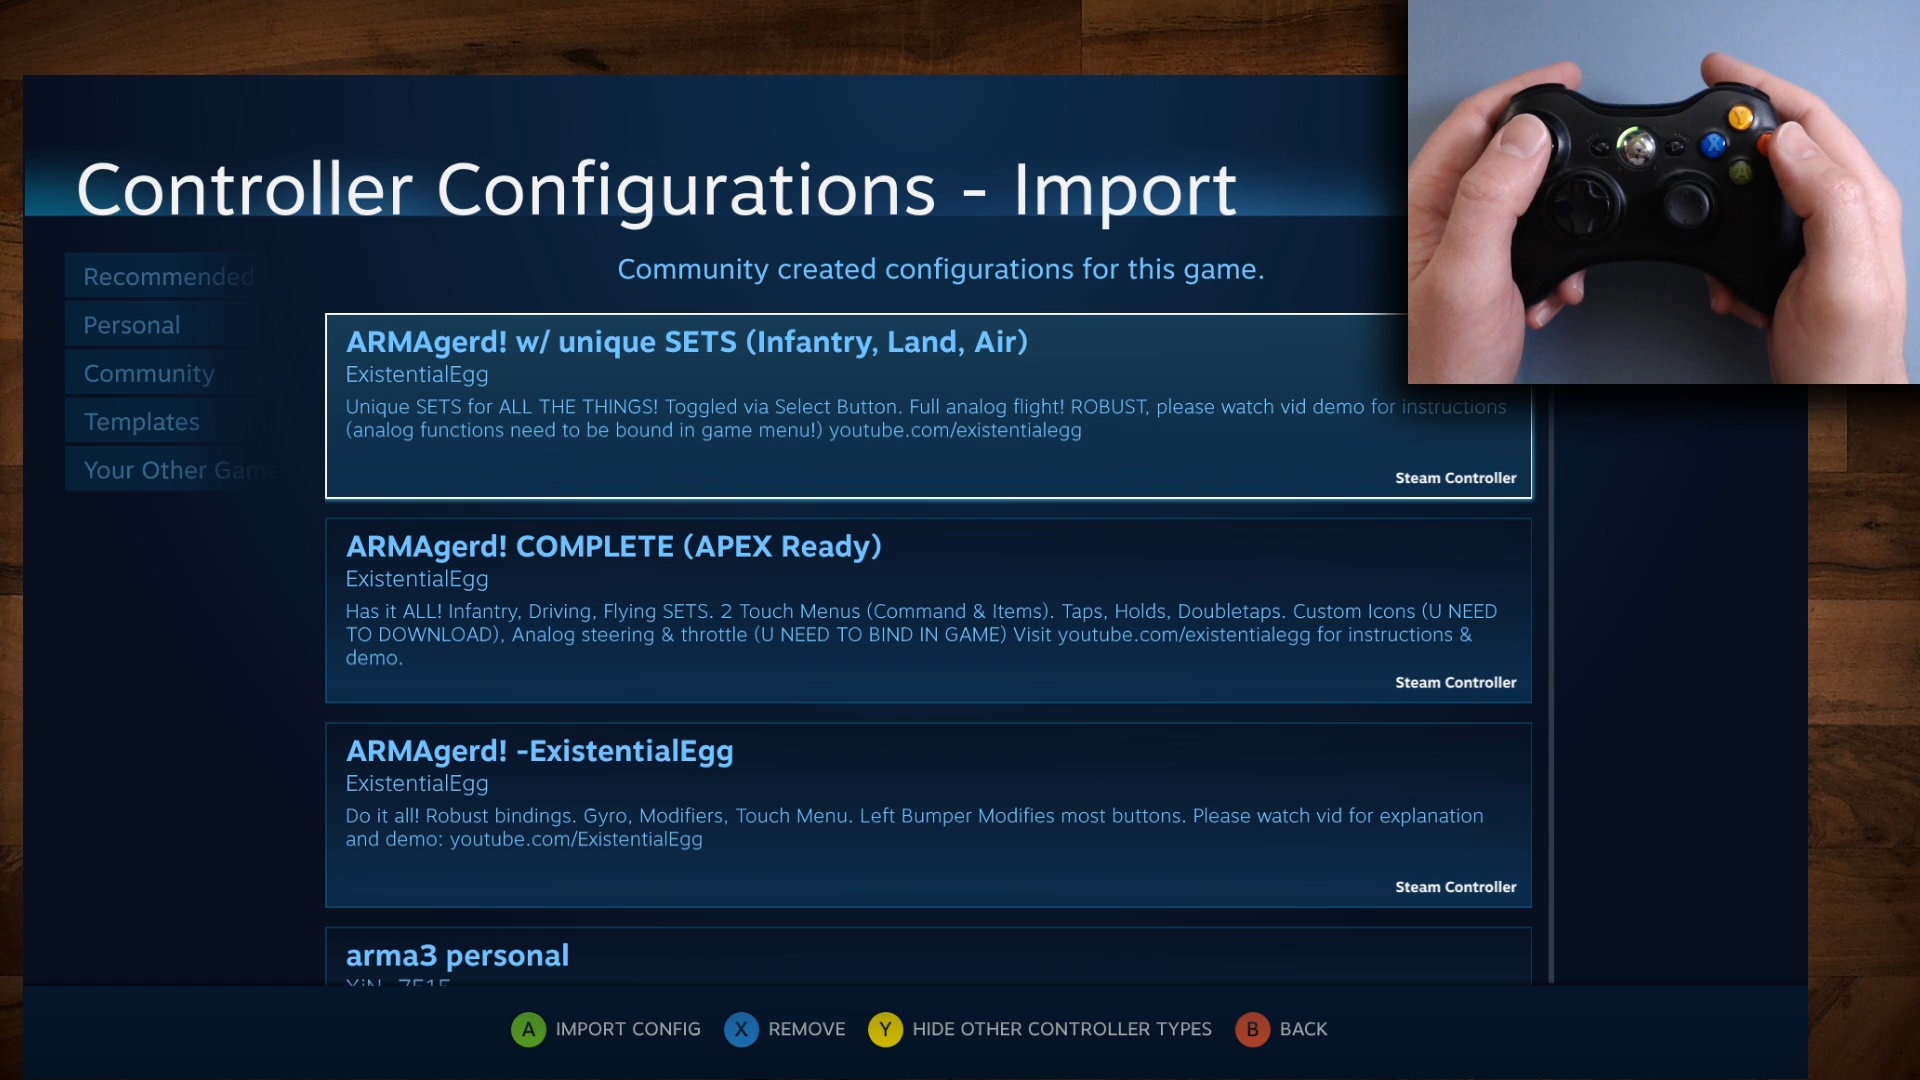 Controller Configurations - Import
Recommended
Personal
Community
Templates
Your Other Game
Community created configurations for this game.
ARMAgerd! w/ unique SETS (Infantry, Land, Air)
ExistentialEgg
Unique SETS for ALL THE THINGS! Toggled via Select Button. Full analog flight! ROBUST, please watch vid demo for instructions
(analog functions need to be bound in game menu!) youtube.com/existentialegg
Steam Controller
ARMAgerd! COMPLETE (APEX Ready)
ExistentialEgg
Has it ALL! Infantry, Driving, Flying SETS. 2 Touch Menus (Command & Items). Taps, Holds, Doubletaps. Custom Icons (U NEED
TO DOWNLOAD), Analog steering & throttle (U NEED TO BIND IN GAME) Visit youtube.com/existentialegg for instructions &
demo.
Steam Controller
ARMAgerd! -ExistentialEgg
ExistentialEgg
Do it all! Robust bindings. Gyro, Modifiers, Touch Menu. Left Bumper Modifies most buttons. Please watch vid for explanation
and demo: youtube.com/ExistentialEgg
Steam Controller
arma3 personal
A IMPORT CONFIG X REMOVE Y HIDE OTHER CONTROLLER TYPES B BACK
Y
X
A